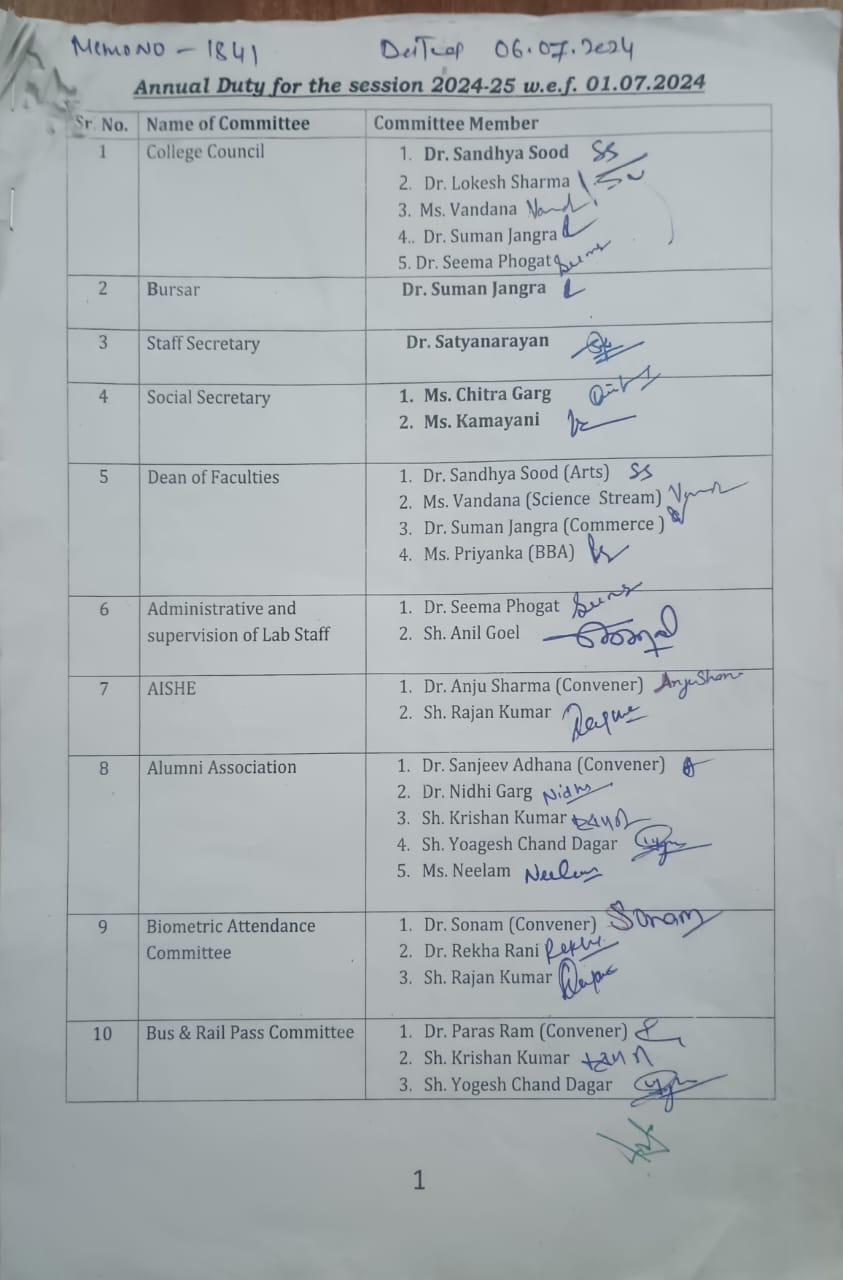 Memo No - 1841 Dated 06.07.2024
Annual Duty for the session 2024-25 w.e.f. 01.07.2024
Sr. No. Name of Committee Committee Member
1 College Council 1. Dr. Sandhya Sood SS
2. Dr. Lokesh Sharma
3. Ms. Vandana
4.. Dr. Suman Jangra
5. Dr. Seema Phogat
2 Bursar Dr. Suman Jangra
3 Staff Secretary Dr. Satyanarayan
4 Social Secretary 1. Ms. Chitra Garg
2. Ms. Kamayani
5 Dean of Faculties 1. Dr. Sandhya Sood (Arts) SS
2. Ms. Vandana (Science Stream)
3. Dr. Suman Jangra (Commerce )
4. Ms. Priyanka (BBA)
6 Administrative and 1. Dr. Seema Phogat
supervision of Lab Staff 2. Sh. Anil Goel
7 AISHE 1. Dr. Anju Sharma (Convener)
2. Sh. Rajan Kumar
8 Alumni Association 1. Dr. Sanjeev Adhana (Convener)
2. Dr. Nidhi Garg Nidhi
3. Sh. Krishan Kumar
4. Sh. Yoagesh Chand Dagar
5. Ms. Neelam Neelam
9 Biometric Attendance 1. Dr. Sonam (Convener) Sonam
Committee 2. Dr. Rekha Rani Rekha
3. Sh. Rajan Kumar
10 Bus & Rail Pass Committee 1. Dr. Paras Ram (Convener)
2. Sh. Krishan Kumar
3. Sh. Yogesh Chand Dagar
1